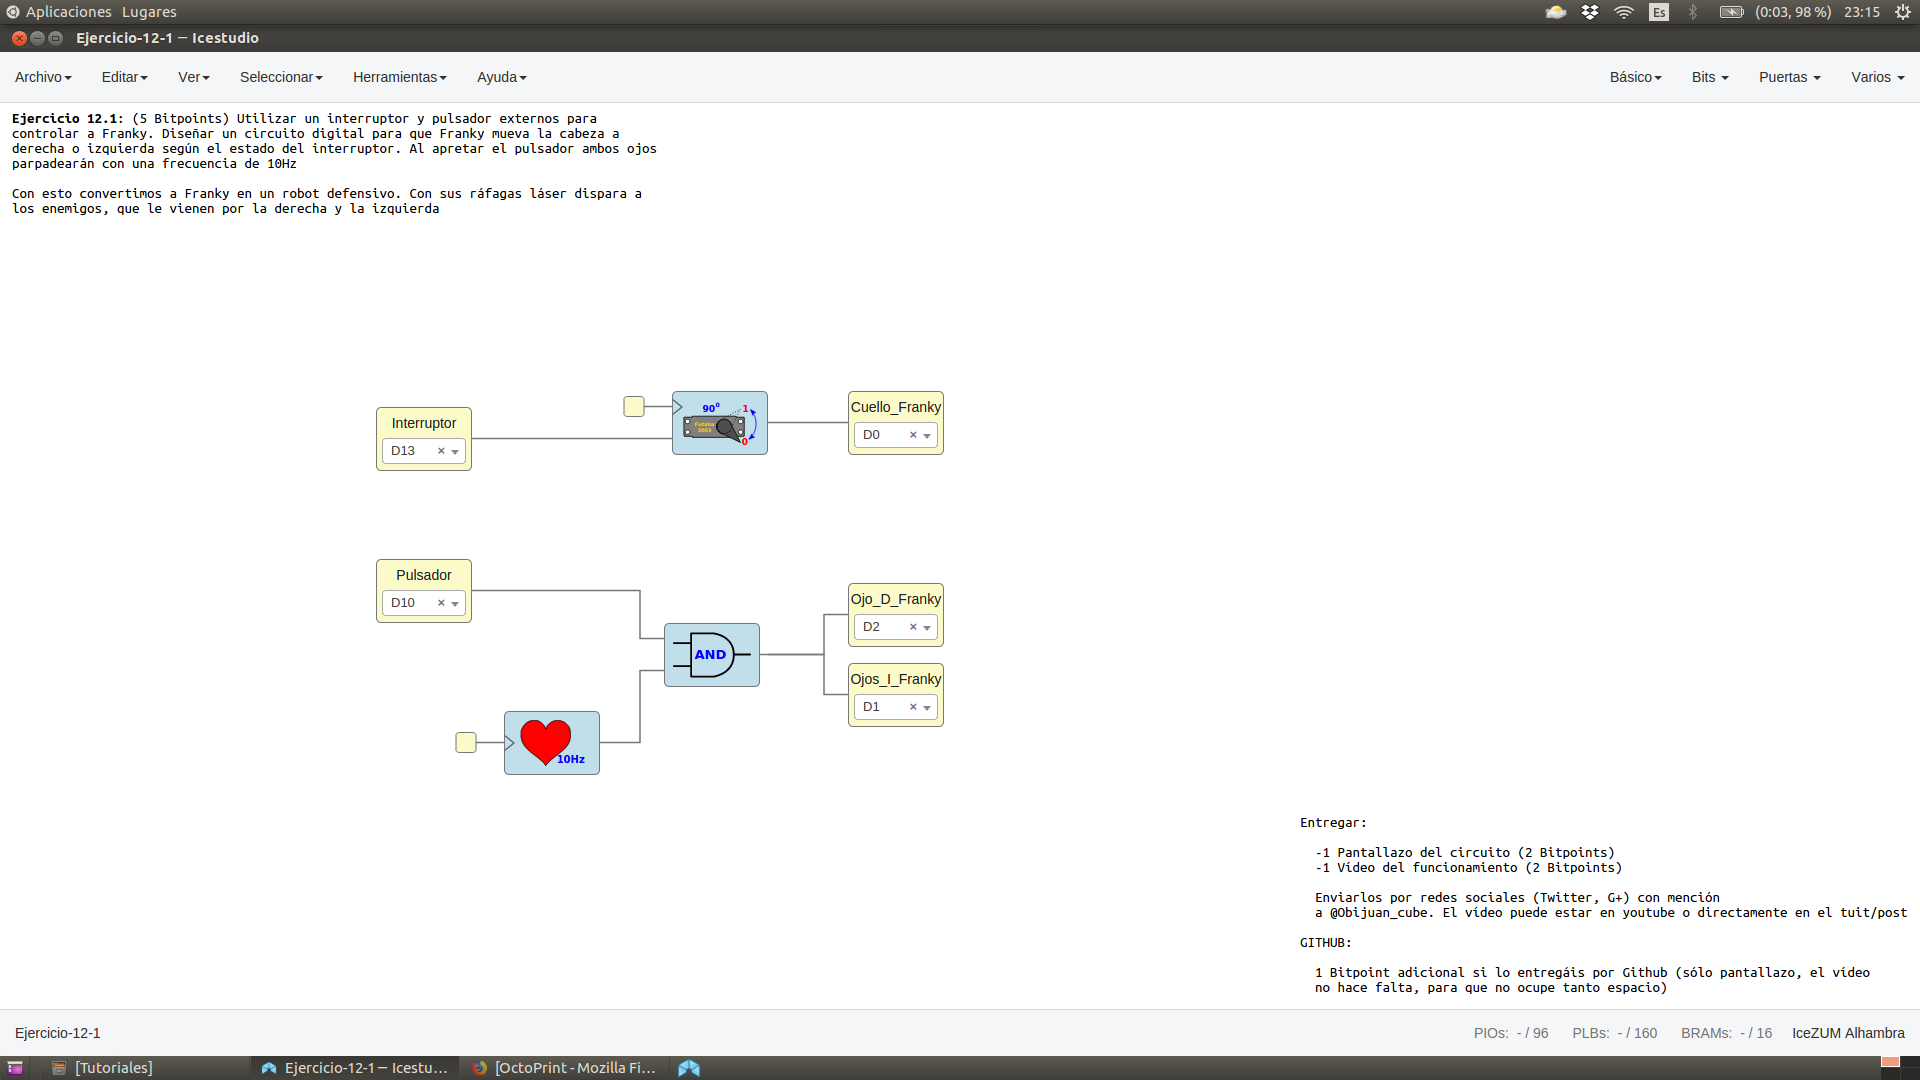 Aplicaciones Lugares
Es (0:03, 98 %) 23:15
Ejercicio-12-1 — Icestudio
Archivo Editar Ver Seleccionar Herramientas Ayuda Básico Bits Puertas Varios
Ejercicio 12.1: (5 Bitpoints) Utilizar un interruptor y pulsador externos para
controlar a Franky. Diseñar un circuito digital para que Franky mueva la cabeza a
derecha o izquierda según el estado del interruptor. Al apretar el pulsador ambos ojos
parpadearán con una frecuencia de 10Hz
Con esto convertimos a Franky en un robot defensivo. Con sus ráfagas láser dispara a
los enemigos, que le vienen por la derecha y la izquierda
Interruptor
D13
90º
1
Futaba
3003
0
Cuello_Franky
D0
Pulsador
D10
AND
Ojo_D_Franky
D2
Ojos_I_Franky
D1
10Hz
Entregar:
-1 Pantallazo del circuito (2 Bitpoints)
-1 Vídeo del funcionamiento (2 Bitpoints)
Enviarlos por redes sociales (Twitter, G+) con mención
a @Obijuan_cube. El vídeo puede estar en youtube o directamente en el tuit/post
GITHUB:
1 Bitpoint adicional si lo entregáis por Github (sólo pantallazo, el vídeo
no hace falta, para que no ocupe tanto espacio)
Ejercicio-12-1 PIOs: - / 96 PLBs: - / 160 BRAMs: - / 16 IceZUM Alhambra
[Tutoriales] Ejercicio-12-1 — Icestu... [OctoPrint - Mozilla Fi...